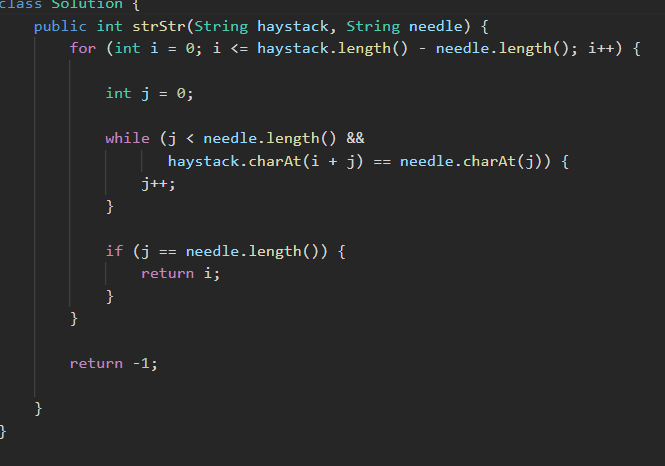 class Solution {
public int strStr(String haystack, String needle) {
for (int i = 0; i <= haystack.length() - needle.length(); i++) {
int j = 0;
while (j < needle.length() &&
haystack.charAt(i + j) == needle.charAt(j)) {
j++;
}
if (j == needle.length()) {
return i;
}
}
return -1;
}
}